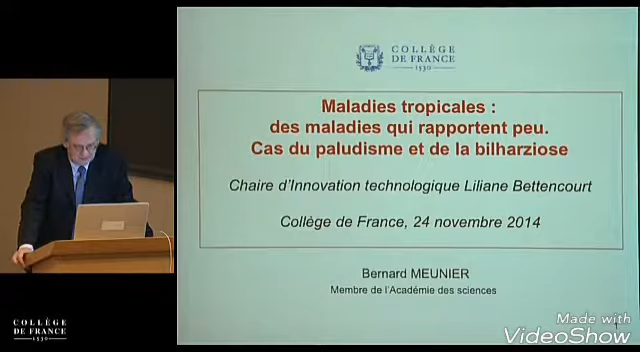 COLLÈGE
DE FRANCE
1530
Maladies tropicales :
des maladies qui rapportent peu.
Cas du paludisme et de la bilharziose
Chaire d'Innovation technologique Liliane Bettencourt
Collège de France, 24 novembre 2014
Bernard MEUNIER
Membre de l'Académie des sciences
COLLÈGE
DE FRANCE
1530
Made with
VideoShow